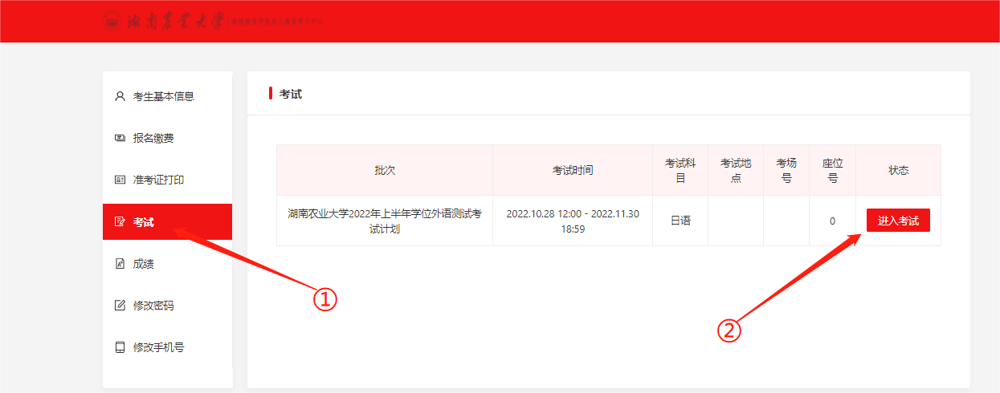 湖南农业大学
考生基本信息
报名缴费
准考证打印
考试
成绩
修改密码
修改手机号
考试
批次
考试时间
考试科
目
考试地
点
考场
号
座位
号
状态
湖南农业大学2022年上半年学位外语测试考
试计划
2022.10.28 12:00 - 2022.11.30
18:59
日语
0
进入考试
①
②